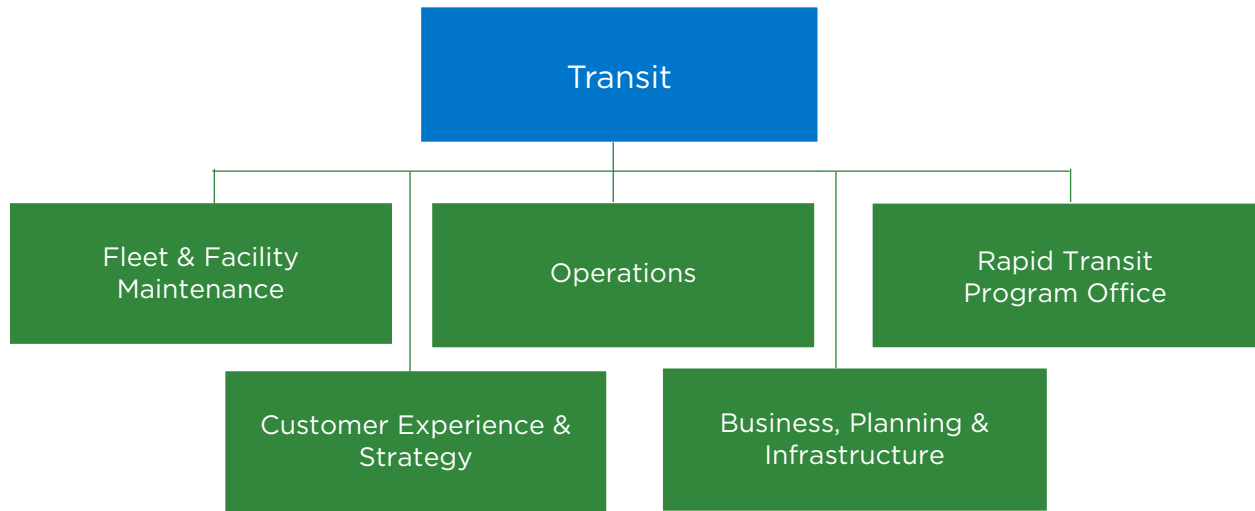 Transit
Fleet & Facility
Maintenance
Operations
Rapid Transit
Program Office
Customer Experience &
Strategy
Business, Planning &
Infrastructure